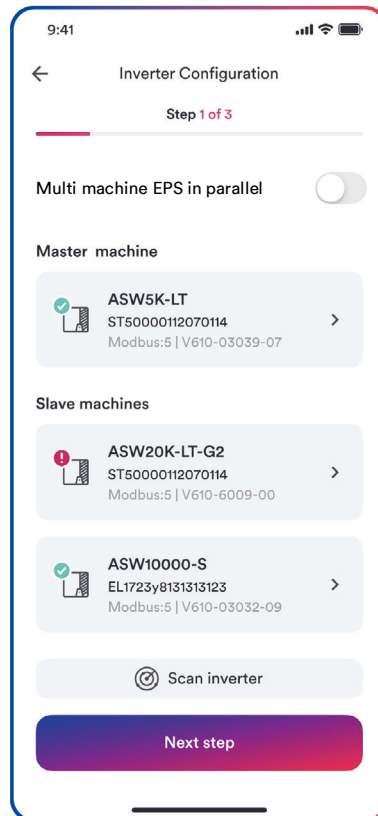 9:41
Inverter Configuration
Step 1 of 3
Multi machine EPS in parallel
Master machine
ASW5K-LT
ST50000112070114
Modbus:5 | V610-03039-07
Slave machines
ASW20K-LT-G2
ST50000112070114
Modbus:5 | V610-6009-00
ASW10000-S
EL1723y8131313123
Modbus:5 | V610-03032-09
Scan inverter
Next step